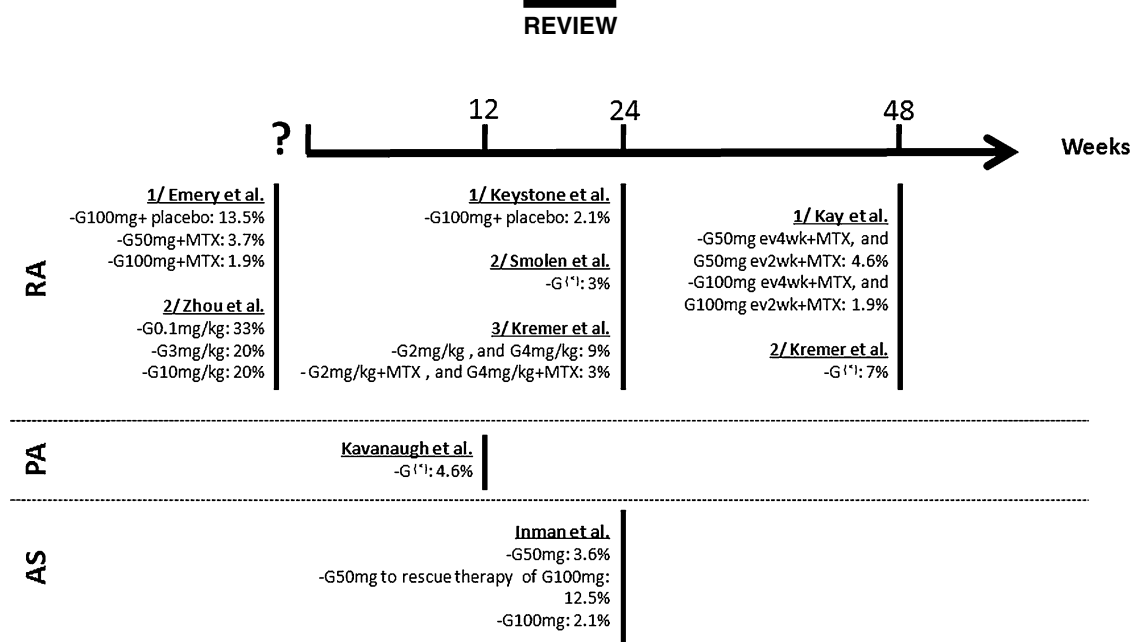 REVIEW
12
24
48
?
Weeks
RA
1/ Emery et al.
-G100mg+ placebo: 13.5%
-G50mg+MTX: 3.7%
-G100mg+MTX: 1.9%
2/ Zhou et al.
-G0.1mg/kg: 33%
-G3mg/kg: 20%
-G10mg/kg: 20%
1/ Keystone et al.
-G100mg+ placebo: 2.1%
2/ Smolen et al.
-G(*): 3%
3/ Kremer et al.
-G2mg/kg , and G4mg/kg: 9%
- G2mg/kg+MTX , and G4mg/kg+MTX: 3%
1/ Kay et al.
-G50mg ev4wk+MTX, and
G50mg ev2wk+MTX: 4.6%
-G100mg ev4wk+MTX, and
G100mg ev2wk+MTX: 1.9%
2/ Kremer et al.
-G(*): 7%
PA
Kavanaugh et al.
-G(*): 4.6%
AS
Inman et al.
-G50mg: 3.6%
-G50mg to rescue therapy of G100mg:
12.5%
-G100mg: 2.1%